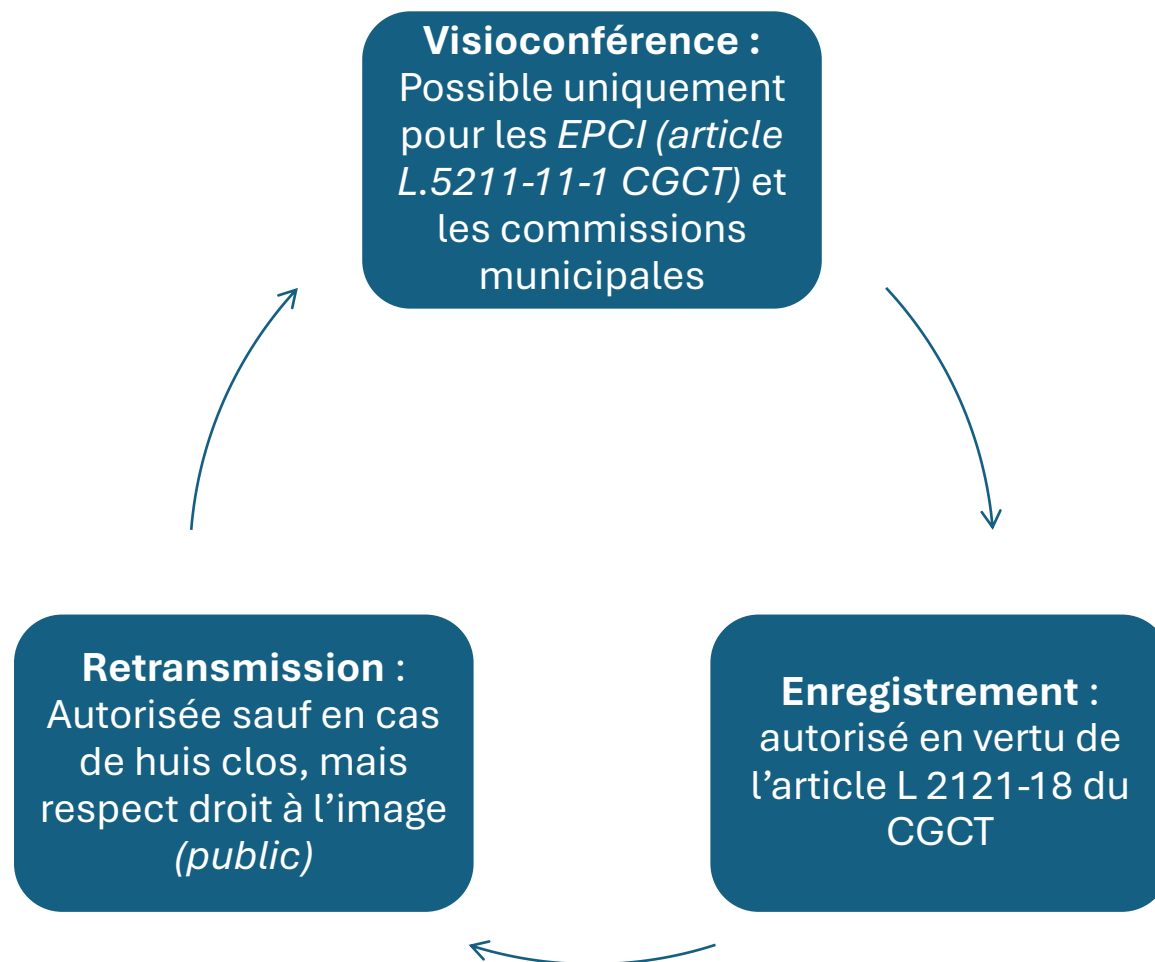 Visioconférence :
Possible uniquement
pour les EPCI (article
L.5211-11-1 CGCT) et
les commissions
municipales
Enregistrement :
autorisé en vertu de
l’article L 2121-18 du
CGCT
Retransmission :
Autorisée sauf en cas
de huis clos, mais
respect droit à l’image
(public)